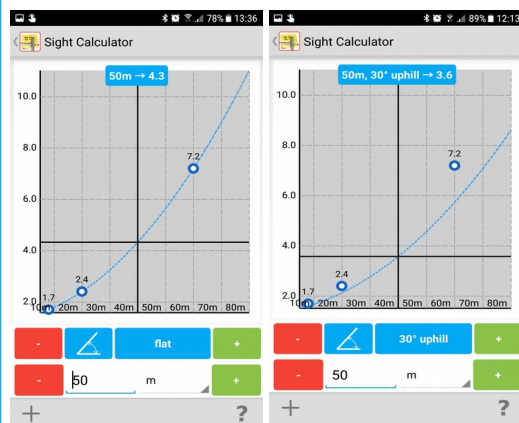 78% 13:36
Sight Calculator
50m → 4.3
10.0
8.0
7.2
6.0
4.0
2.4
2.0 1.7
10m 20m 30m 40m 50m 60m 70m 80m
- flat +
- 50 m +
+ ?
89% 12:13
Sight Calculator
50m, 30° uphill → 3.6
10.0
8.0
7.2
6.0
4.0
2.4
2.0 1.7
10m 20m 30m 40m 50m 60m 70m 80m
- 30° uphill +
- 50 m +
+ ?